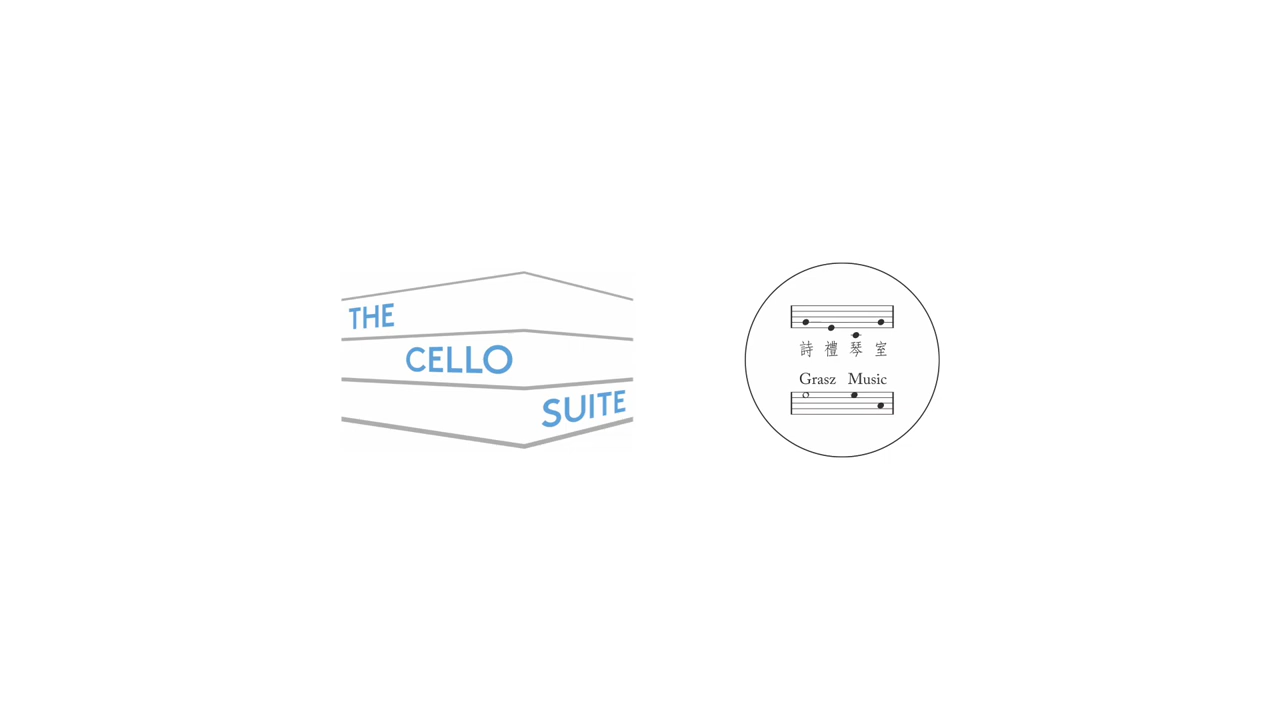 THE
CELLO
SUITE
詩禮琴室
Grasz Music